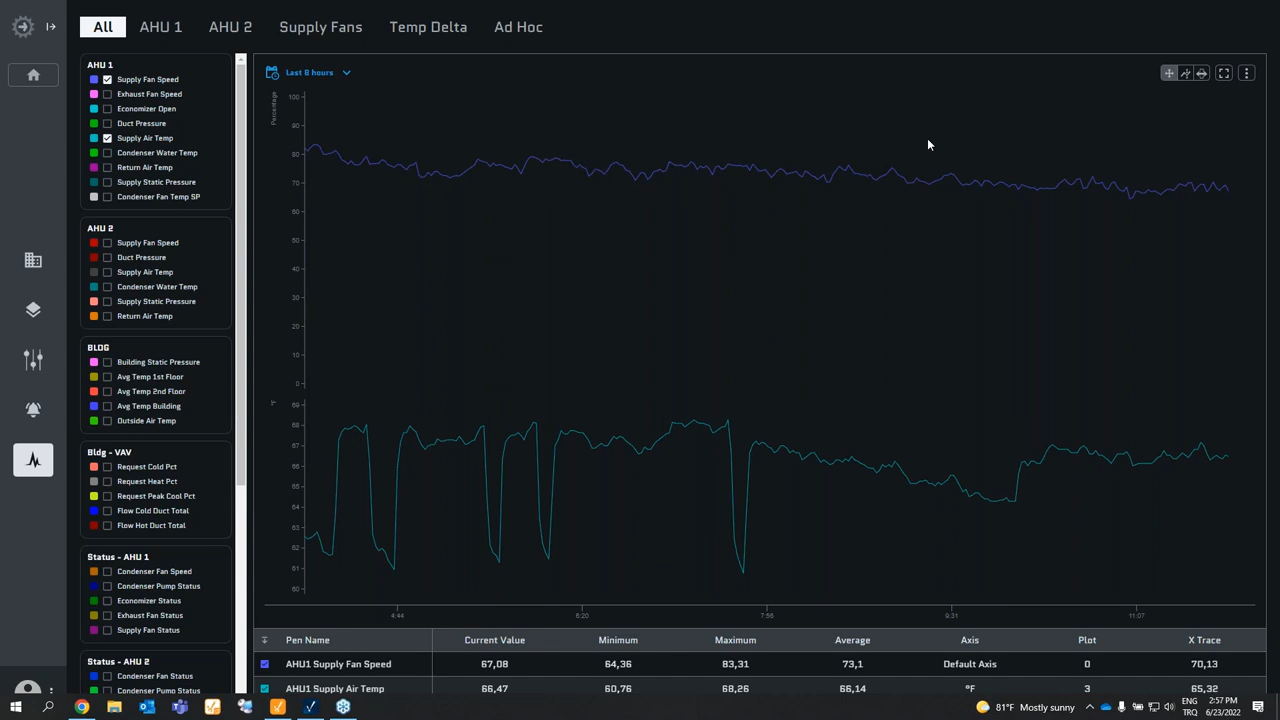 All AHU 1 AHU 2 Supply Fans Temp Delta Ad Hoc
AHU 1
Supply Fan Speed
Exhaust Fan Speed
Economizer Open
Duct Pressure
Supply Air Temp
Condenser Water Temp
Return Air Temp
Supply Static Pressure
Condenser Fan Temp SP
AHU 2
Supply Fan Speed
Duct Pressure
Supply Air Temp
Condenser Water Temp
Supply Static Pressure
Return Air Temp
BLDG
Building Static Pressure
Avg Temp 1st Floor
Avg Temp 2nd Floor
Avg Temp Building
Outside Air Temp
Bldg - VAV
Request Cold Pct
Request Heat Pct
Request Peak Cool Pct
Flow Cold Duct Total
Flow Hot Duct Total
Status - AHU 1
Condenser Fan Speed
Condenser Pump Status
Economizer Status
Exhaust Fan Status
Supply Fan Status
Status - AHU 2
Condenser Fan Status
Condenser Pump Status
Last 8 hours
Percentage
100
90
80
70
60
50
40
30
20
10
0
°F
69
68
67
66
65
64
63
62
61
60
4:44 6:20 7:56 9:31 11:07
Pen Name Current Value Minimum Maximum Average Axis Plot X Trace
AHU1 Supply Fan Speed 67,08 64,36 83,31 73,1 Default Axis 0 70,13
AHU1 Supply Air Temp 66,47 60,76 68,26 66,14 °F 3 65,32
81°F Mostly sunny
ENG
TRQ
2:57 PM
6/23/2022